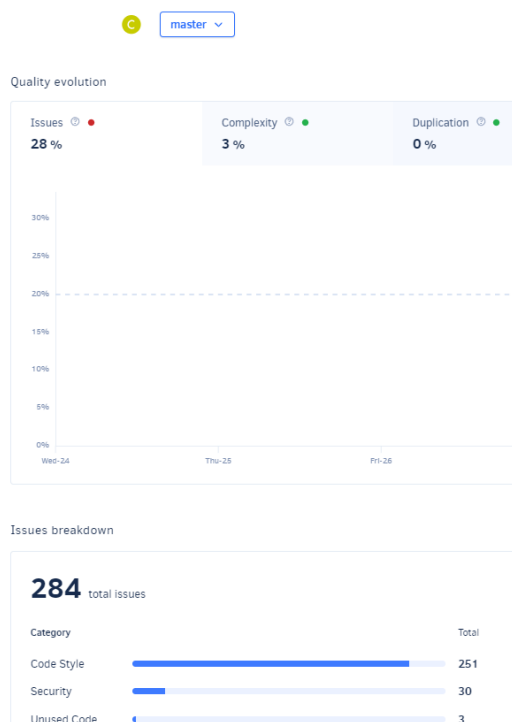 C master
Quality evolution
Issues Complexity Duplication
28 % 3 % 0 %
30%
25%
20%
15%
10%
5%
0%
Wed-24 Thu-25 Fri-26
Issues breakdown
284 total issues
Category Total
Code Style 251
Security 30
Unused Code 3